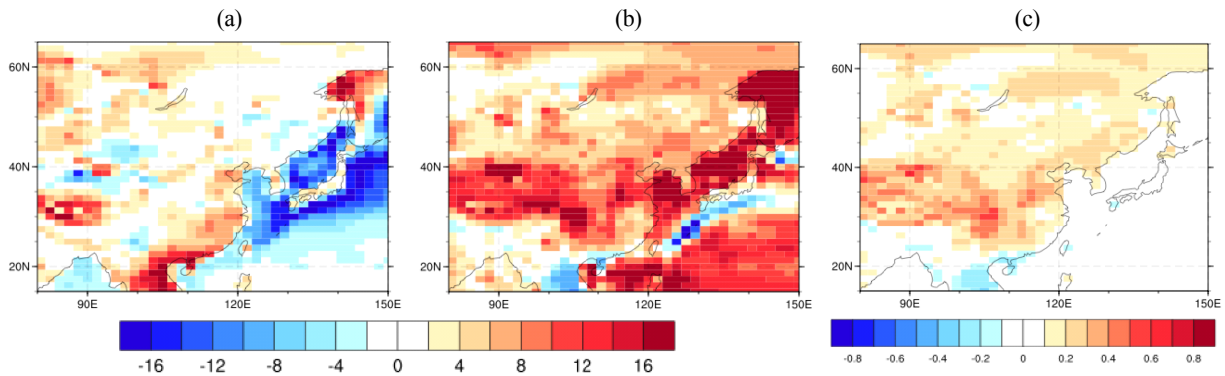 (a) (b) (c)
60N 60N 60N
40N 40N 40N
20N 20N 20N
90E 120E 150E 90E 120E 150E 90E 120E 150E
-16 -12 -8 -4 0 4 8 12 16 -0.8 -0.6 -0.4 -0.2 0 0.2 0.4 0.6 0.8